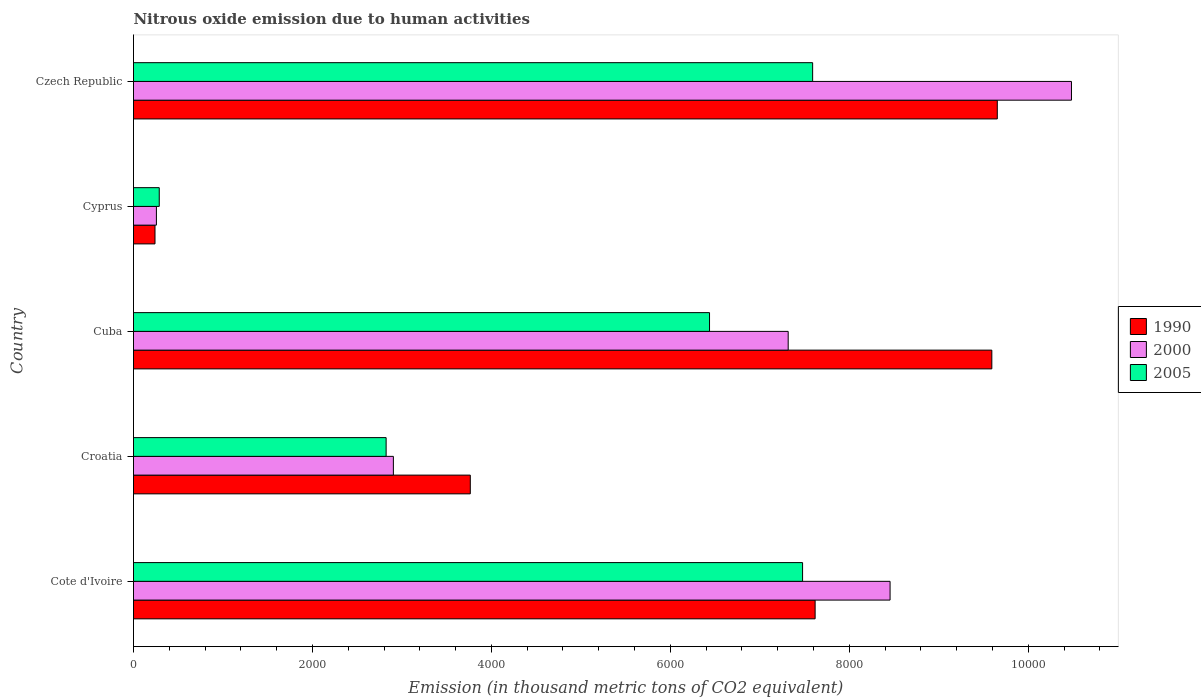 Nitrous oxide emission due to human activities
Country
Czech Republic
Cyprus
Cuba
Croatia
Cote d'Ivoire
1990
2000
2005
0
2000
4000
6000
8000
10000
Emission (in thousand metric tons of CO2 equivalent)